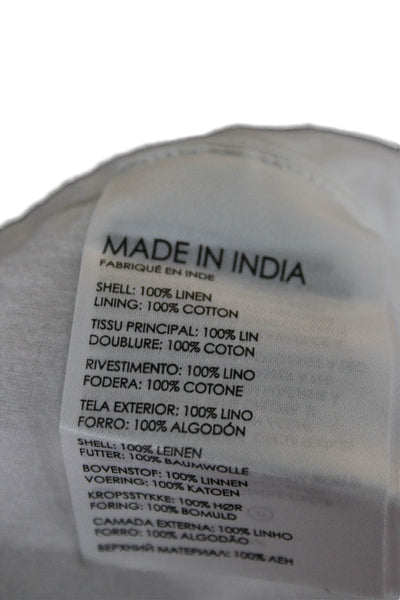 MADE IN INDIA
FABRIQUÉ EN INDE
SHELL: 100% LINEN
LINING: 100% COTTON
TISSU PRINCIPAL: 100% LIN
DOUBLURE: 100% COTON
RIVESTIMENTO: 100% LINO
FODERA: 100% COTONE
TELA EXTERIOR: 100% LINO
FORRO: 100% ALGODÓN
SHELL: 100% LEINEN
FUTTER: 100% BAUMWOLLE
BOVENSTOF: 100% LINNEN
VOERING: 100% KATOEN
KROPSSTYKKE: 100% HØR
FORING: 100% BOMULD
CAMADA EXTERNA: 100% LINHO
FORRO: 100% ALGODÃO
ВЕРХНИЙ МАТЕРИАЛ: 100% ЛЕН